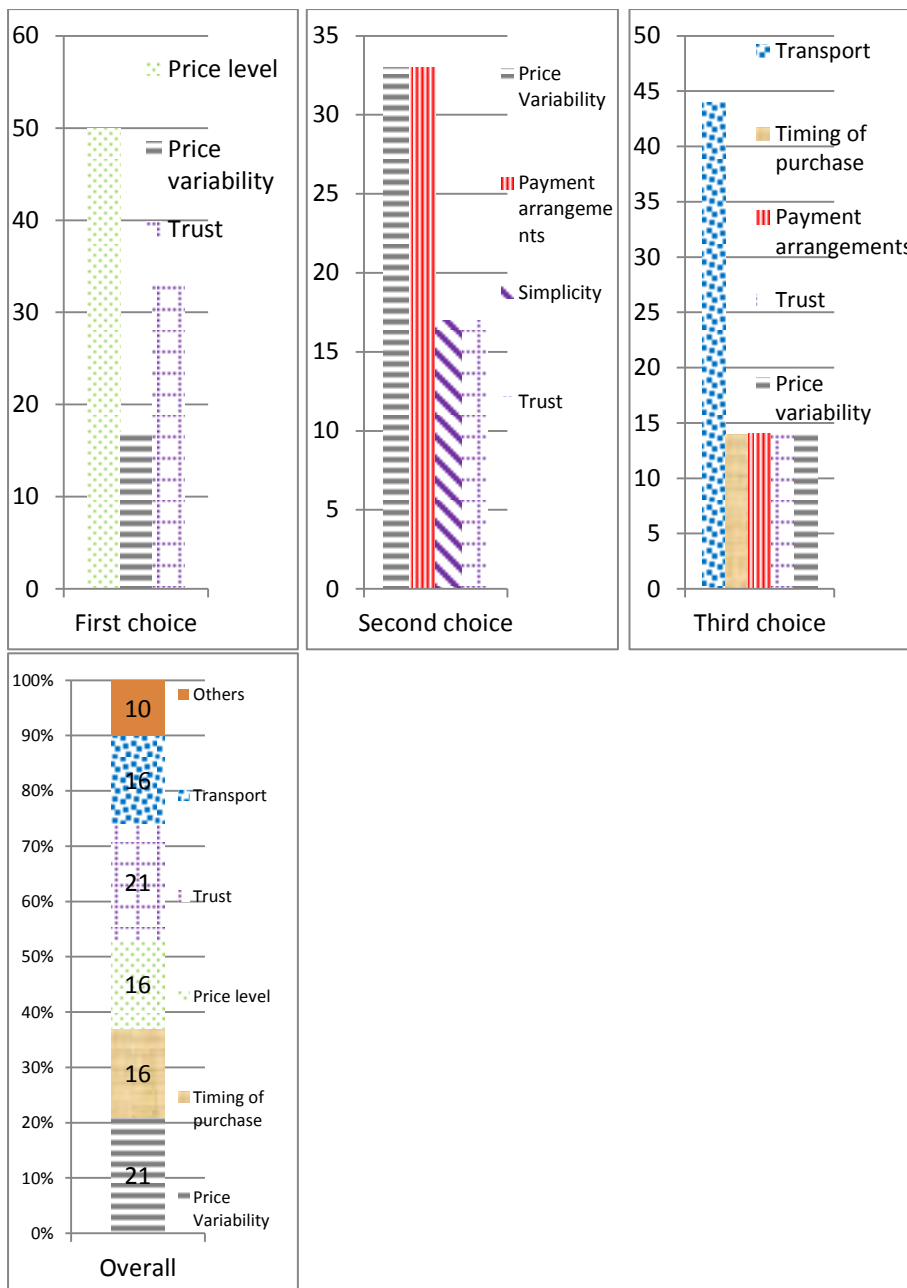 60
50
40
30
20
10
0
Price level
Price
variability
Trust
First choice
35
30
25
20
15
10
5
0
Price
Variability
Payment
arrangeme
nts
Simplicity
Trust
Second choice
50
45
40
35
30
25
20
15
10
5
0
Transport
Timing of
purchase
Payment
arrangements
Trust
Price
variability
Third choice
100%
90%
80%
70%
60%
50%
40%
30%
20%
10%
0%
10
16
21
16
16
21
Others
Transport
Trust
Price level
Timing of
purchase
Price
Variability
Overall